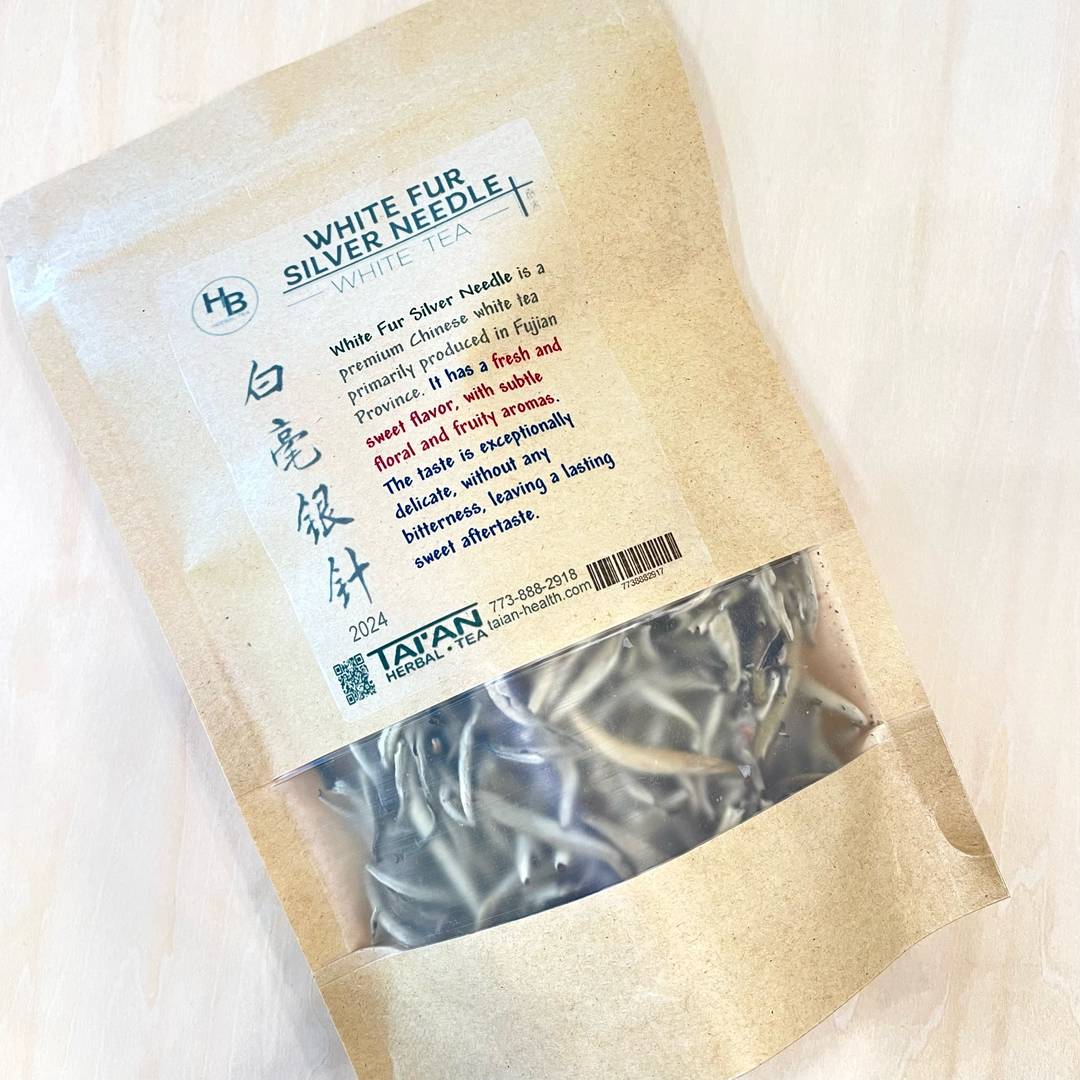 WHITE FUR
SILVER NEEDLE
WHITE TEA
HB
白毫銀針
White Fur Silver Needle is a
premium Chinese white tea
primarily produced in Fujian
Province. It has a fresh and
sweet flavor, with subtle
floral and fruity aromas.
The taste is exceptionally
delicate, without any
bitterness, leaving a lasting
sweet aftertaste.
2024
TAI'AN
HERBAL • TEA
773-888-2918
taian-health.com
7738882917